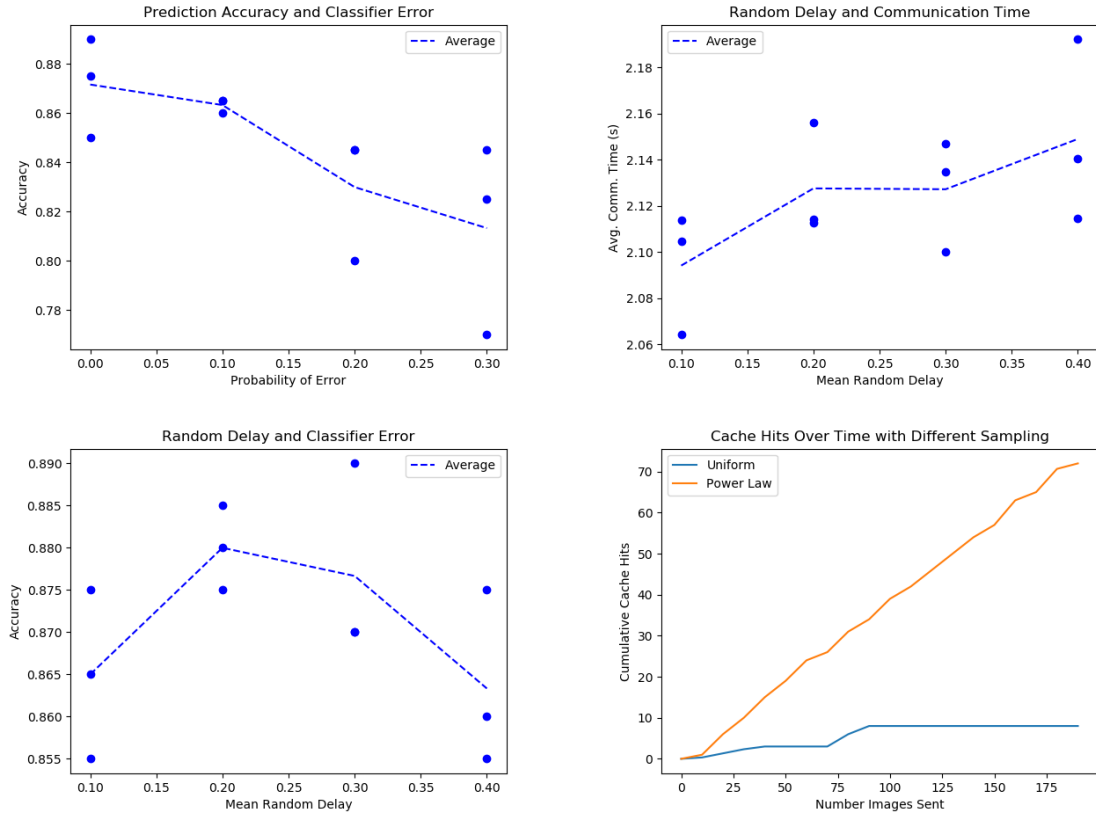 Prediction Accuracy and Classifier Error
Average
0.88
0.86
0.84
0.82
0.80
0.78
Accuracy
0.00 0.05 0.10 0.15 0.20 0.25 0.30
Probability of Error
Random Delay and Communication Time
Average
2.18
2.16
2.14
2.12
2.10
2.08
2.06
Avg. Comm. Time (s)
0.10 0.15 0.20 0.25 0.30 0.35 0.40
Mean Random Delay
Random Delay and Classifier Error
Average
0.890
0.885
0.880
0.875
0.870
0.865
0.860
0.855
Accuracy
0.10 0.15 0.20 0.25 0.30 0.35 0.40
Mean Random Delay
Cache Hits Over Time with Different Sampling
Uniform
Power Law
70
60
50
40
30
20
10
0
Cumulative Cache Hits
0 25 50 75 100 125 150 175
Number Images Sent